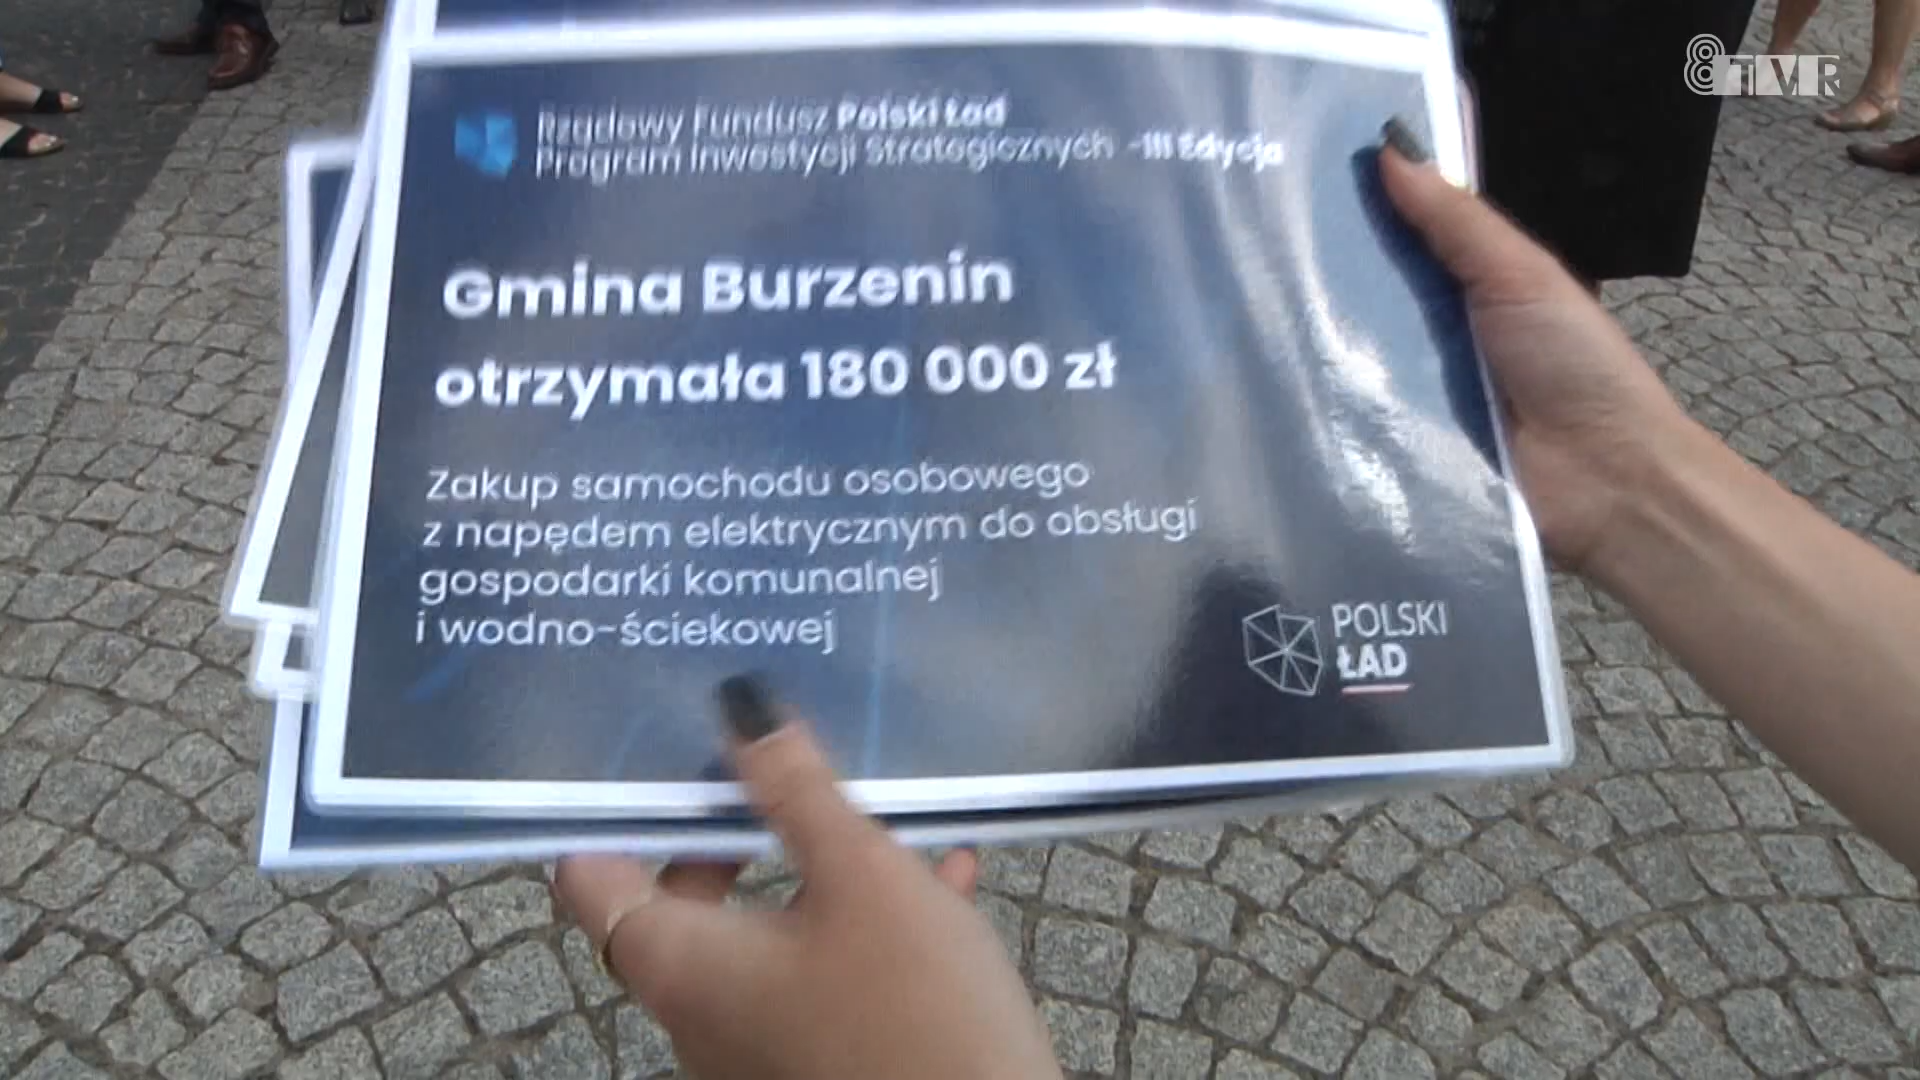 8TVR
Rządowy Fundusz Polski Ład
Program Inwestycji Strategicznych -III Edycja
Gmina Burzenin
otrzymała 180 000 zł
Zakup samochodu osobowego
z napędem elektrycznym do obsługi
gospodarki komunalnej
i wodno-ściekowej
POLSKI
ŁAD